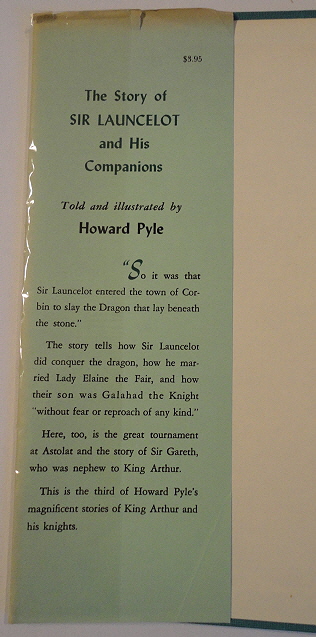 $3.95
The Story of
SIR LAUNCELOT
and His
Companions
Told and illustrated by
Howard Pyle
"So it was that
Sir Launcelot entered the town of Cor-
bin to slay the Dragon that lay beneath
the stone."
The story tells how Sir Launcelot
did conquer the dragon, how he mar-
ried Lady Elaine the Fair, and how
their son was Galahad the Knight
"without fear or reproach of any kind."
Here, too, is the great tournament
at Astolat and the story of Sir Gareth,
who was nephew to King Arthur.
This is the third of Howard Pyle's
magnificent stories of King Arthur and
his knights.